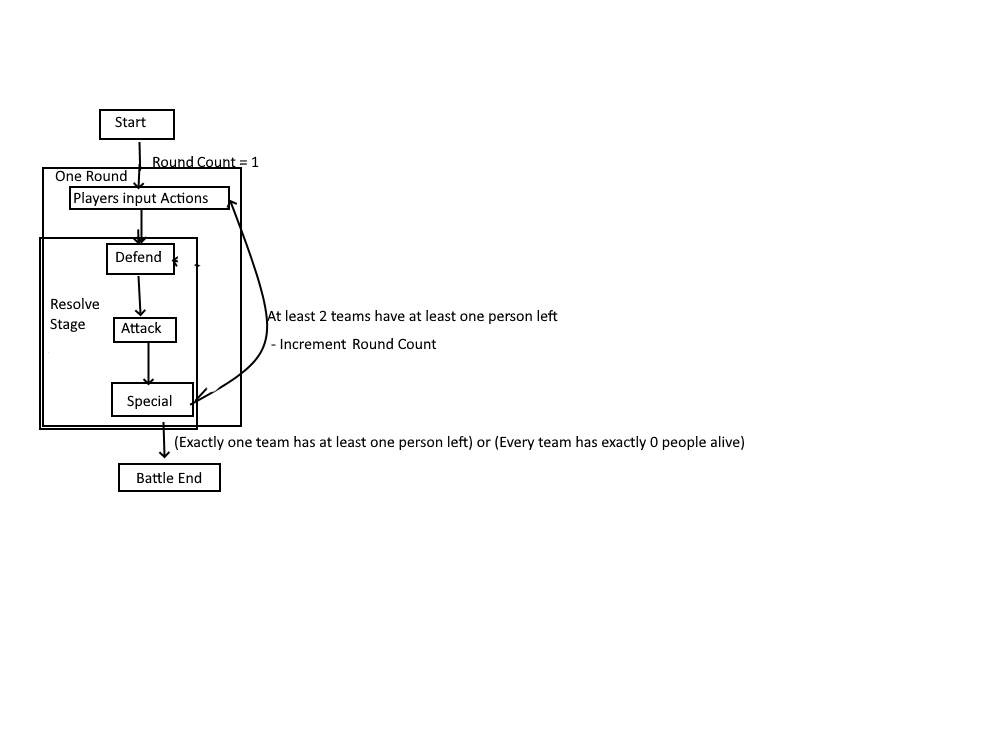 Start
Round Count = 1
One Round
Players input Actions
Defend
Resolve
Stage
Attack
At least 2 teams have at least one person left
- Increment Round Count
Special
(Exactly one team has at least one person left) or (Every team has exactly 0 people alive)
Battle End